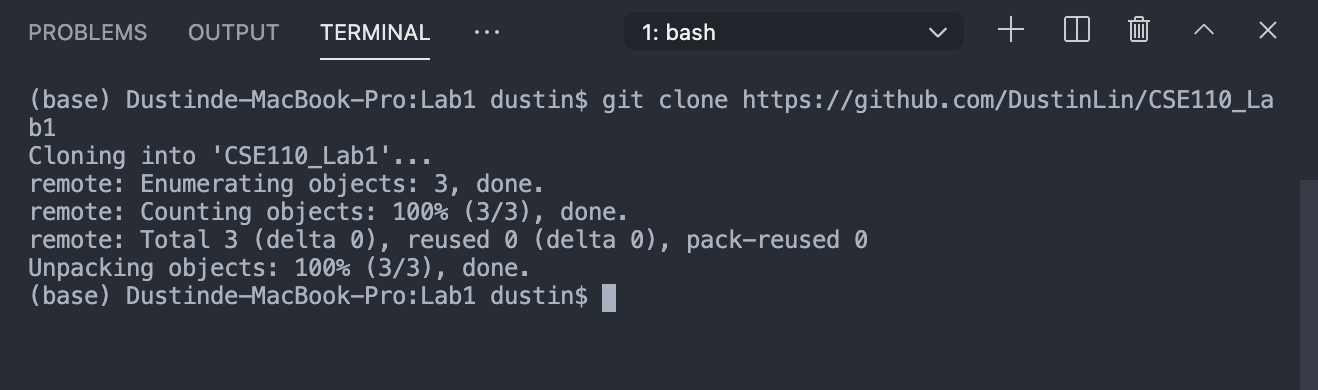 PROBLEMS OUTPUT TERMINAL ... 1: bash
(base) Dustinde-MacBook-Pro:Lab1 dustin$ git clone https://github.com/DustinLin/CSE110_La
b1
Cloning into 'CSE110_Lab1'...
remote: Enumerating objects: 3, done.
remote: Counting objects: 100% (3/3), done.
remote: Total 3 (delta 0), reused 0 (delta 0), pack-reused 0
Unpacking objects: 100% (3/3), done.
(base) Dustinde-MacBook-Pro:Lab1 dustin$